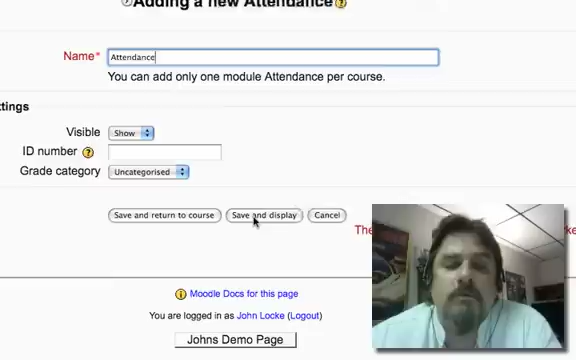 Adding a new Attendance
Name* Attendance
You can add only one module Attendance per course.
ttings
Visible Show
ID number
Grade category Uncategorised
Save and return to course Save and display Cancel
The
ke
Moodle Docs for this page
You are logged in as John Locke (Logout)
Johns Demo Page